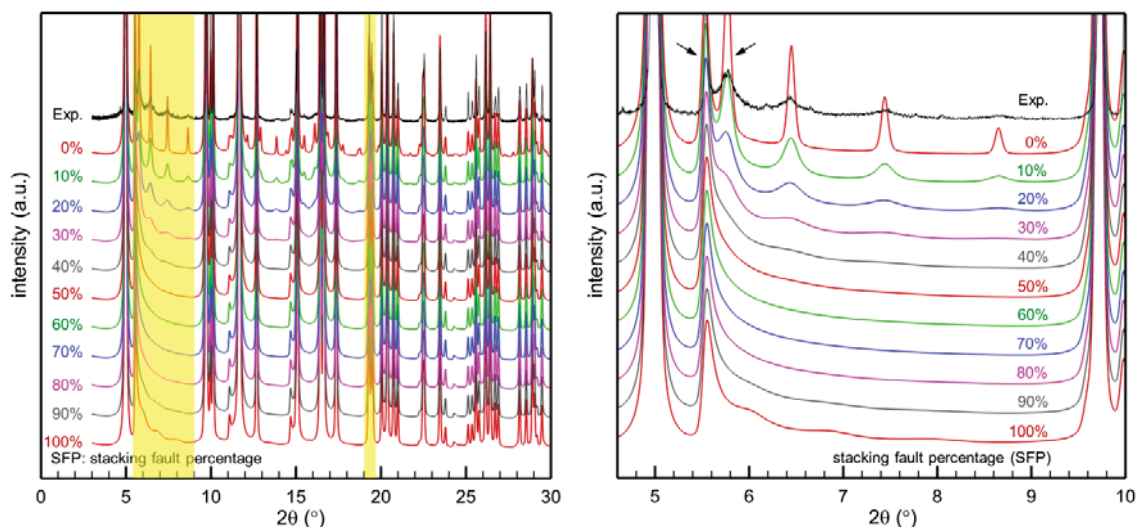 intensity (a.u.)
Exp.
0%
10%
20%
30%
40%
50%
60%
70%
80%
90%
100%
SFP: stacking fault percentage
0 5 10 15 20 25 30
2θ (°)
intensity (a.u.)
Exp.
0%
10%
20%
30%
40%
50%
60%
70%
80%
90%
100%
stacking fault percentage (SFP)
5 6 7 8 9 10
2θ (°)